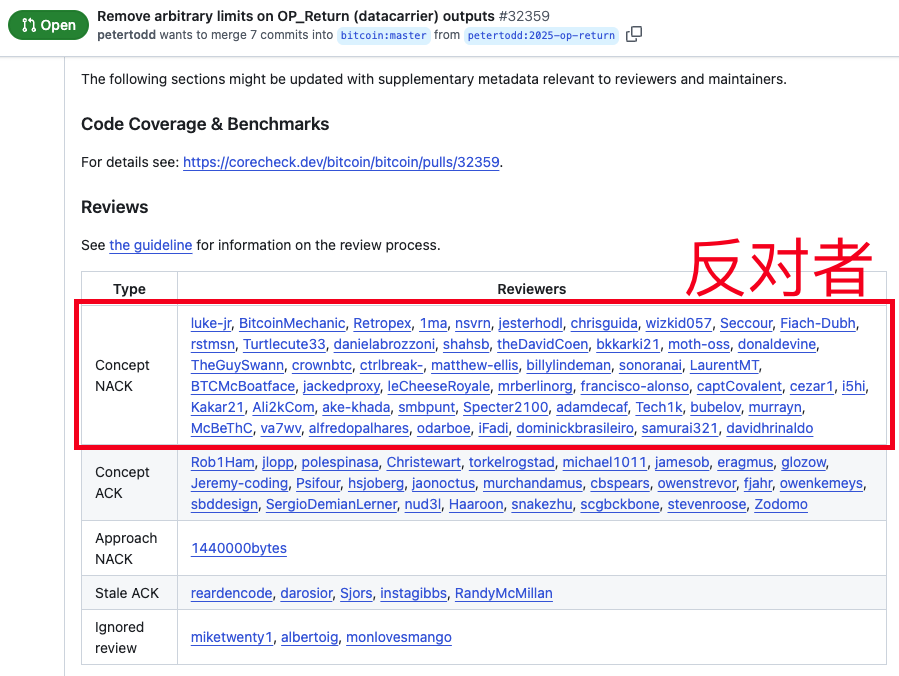 Open
Remove arbitrary limits on OP_Return (datacarrier) outputs #32359
petertodd wants to merge 7 commits into bitcoin:master from petertodd:2025-op-return
The following sections might be updated with supplementary metadata relevant to reviewers and maintainers.
Code Coverage & Benchmarks
For details see: https://corecheck.dev/bitcoin/bitcoin/pulls/32359.
Reviews
See the guideline for information on the review process.
反对者
Type Reviewers
Concept NACK
luke-jr, BitcoinMechanic, Retropex, 1ma, nsvrn, jesterhodl, chrisguida, wizkid057, Seccour, Fiach-Dubh,
rstmsn, Turtlecute33, danielabrozzoni, shahsb, theDavidCoen, bkkarki21, moth-oss, donaldevine,
TheGuySwann, crownbtc, ctrlbreak-, matthew-ellis, billylindeman, sonoranai, LaurentMT,
BTCMcBoatface, jackedproxy, leCheeseRoyale, mrberlinorg, francisco-alonso, captCovalent, cezar1, i5hi,
Kakar21, Ali2kCom, ake-khada, smbpunt, Specter2100, adamdecaf, Tech1k, bubelov, murrayn,
McBeThC, va7wv, alfredopalhares, odarboe, iFadi, dominickbrasileiro, samurai321, davidhrinaldo
Concept ACK
Rob1Ham, jlopp, polespinasa, Christewart, torkelrogstad, michael1011, jamesob, eragmus, glozow,
Jeremy-coding, Psifour, hsjoberg, jaonoctus, murchandamus, cbspears, owenstrevor, fjahr, owenkemeys,
sbddesign, SergioDemianLerner, nud3l, Haaroon, snakezhu, scgbckbone, stevenroose, Zodomo
Approach NACK
1440000bytes
Stale ACK
reardencode, darosior, Sjors, instagibbs, RandyMcMillan
Ignored review
miketwenty1, albertoig, monlovesmango